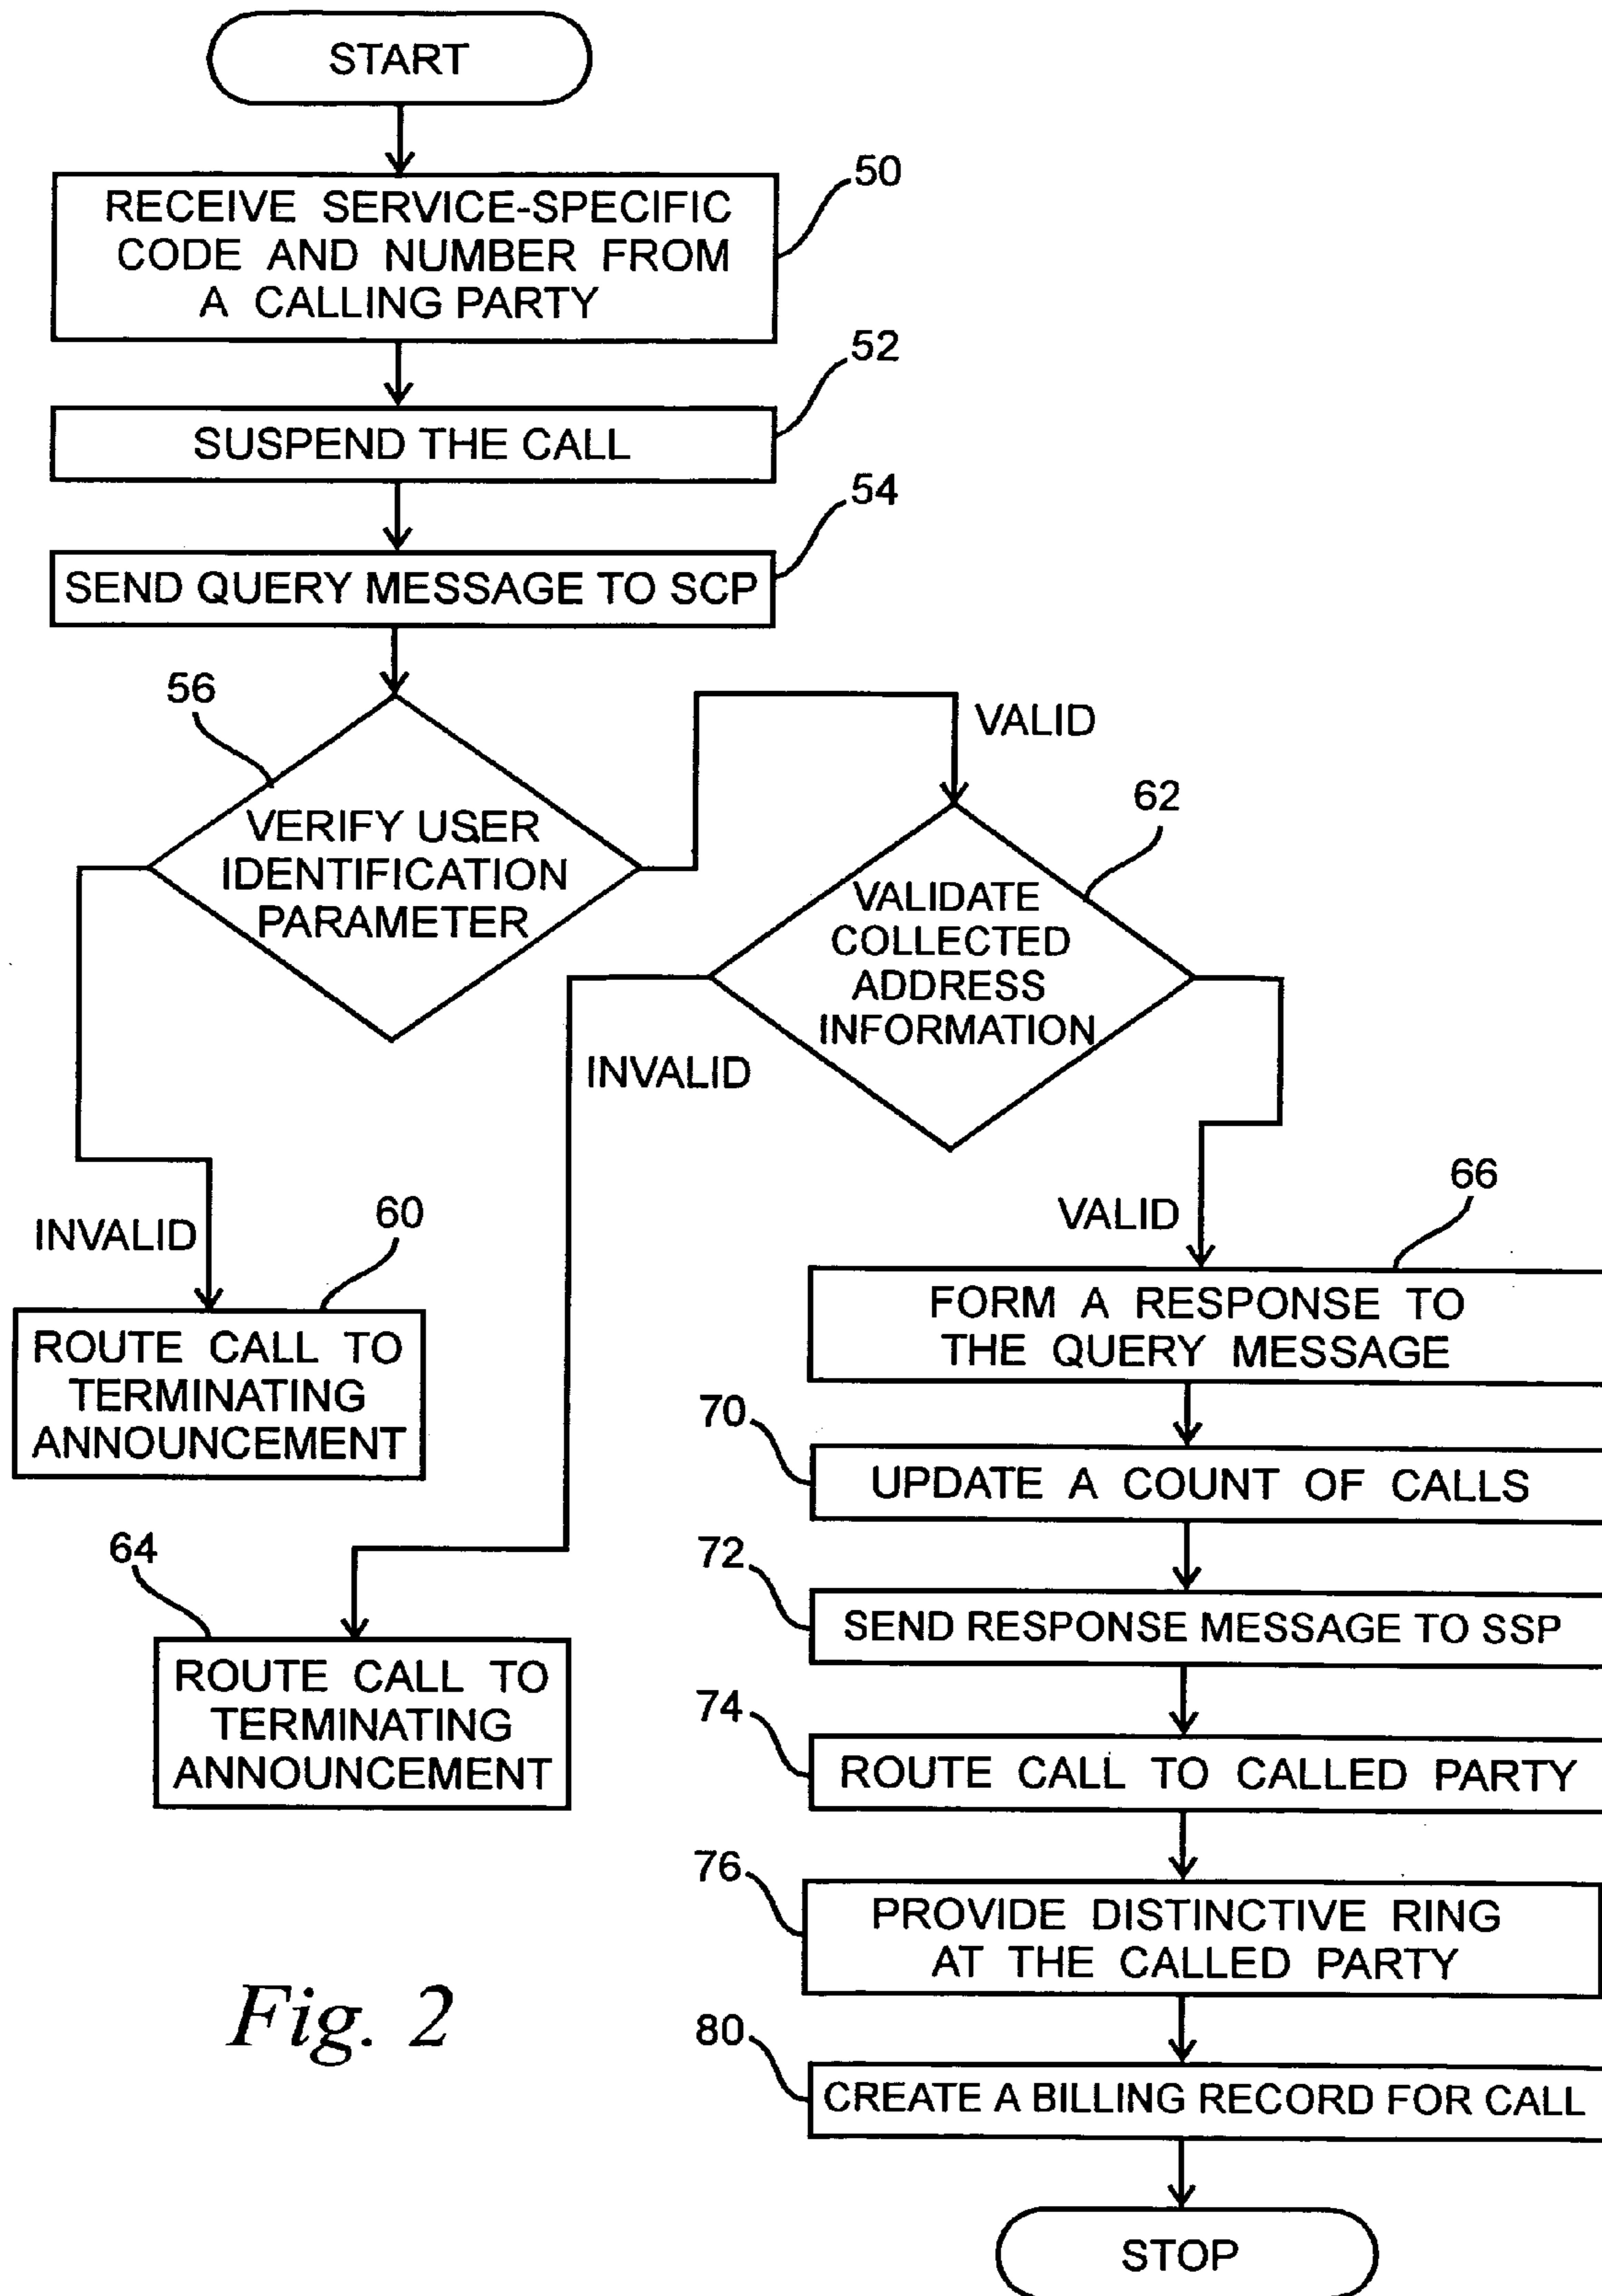 START
50
RECEIVE SERVICE-SPECIFIC
CODE AND NUMBER FROM
A CALLING PARTY
52
SUSPEND THE CALL
54
SEND QUERY MESSAGE TO SCP
56
VERIFY USER
IDENTIFICATION
PARAMETER
VALID
62
VALIDATE
COLLECTED
ADDRESS
INFORMATION
INVALID
INVALID
60
ROUTE CALL TO
TERMINATING
ANNOUNCEMENT
64
ROUTE CALL TO
TERMINATING
ANNOUNCEMENT
VALID
66
FORM A RESPONSE TO
THE QUERY MESSAGE
70
UPDATE A COUNT OF CALLS
72
SEND RESPONSE MESSAGE TO SSP
74
ROUTE CALL TO CALLED PARTY
76
PROVIDE DISTINCTIVE RING
AT THE CALLED PARTY
80
CREATE A BILLING RECORD FOR CALL
STOP
Fig. 2